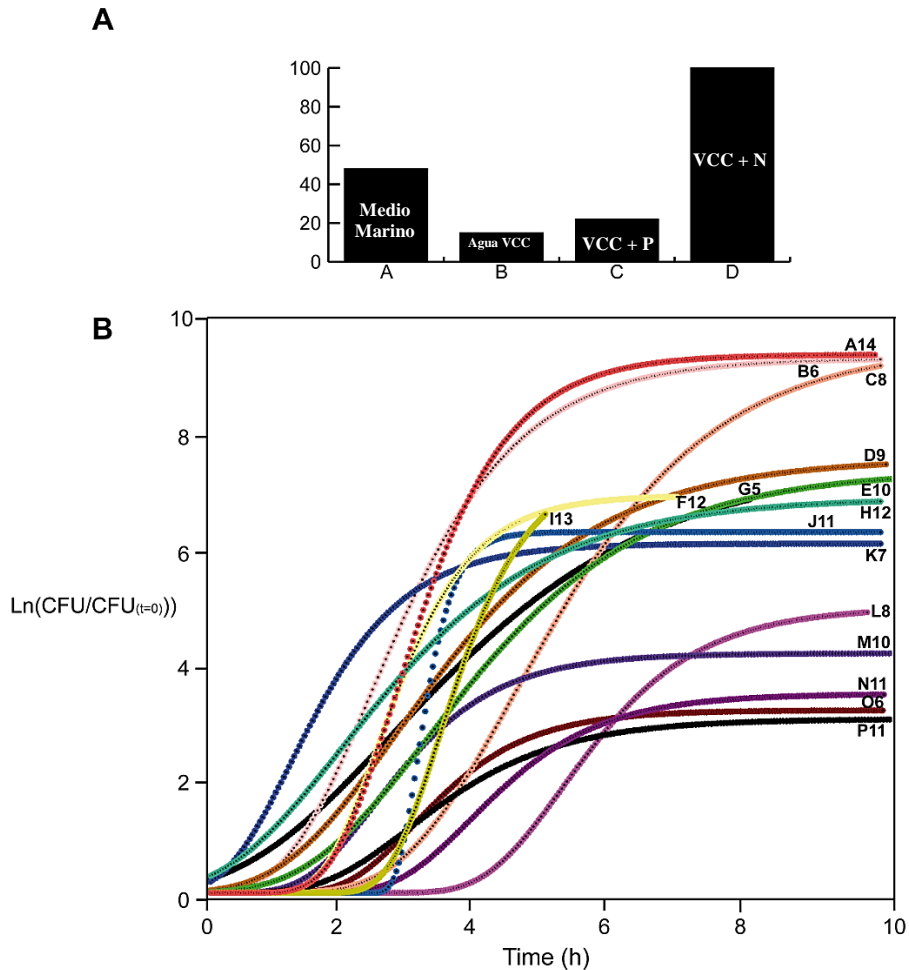 A
100
80
60
40
20
0
Medio
Marino
Agua VCC
VCC + P
VCC + N
A B C D
B
10
8
6
4
2
0
Ln(CFU/CFU(t=0)))
A14
B6
C8
D9
G5
E10
F12
I13
H12
J11
K7
L8
M10
N11
O6
P11
0 2 4 6 8 10
Time (h)